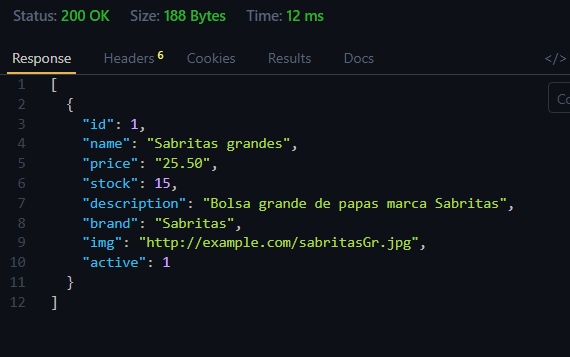 Status: 200 OK Size: 188 Bytes Time: 12 ms
Response Headers 6 Cookies Results Docs </>
1 [
2 {
3 "id": 1,
4 "name": "Sabritas grandes",
5 "price": "25.50",
6 "stock": 15,
7 "description": "Bolsa grande de papas marca Sabritas",
8 "brand": "Sabritas",
9 "img": "http://example.com/sabritasGr.jpg",
10 "active": 1
11 }
12 ]
Co